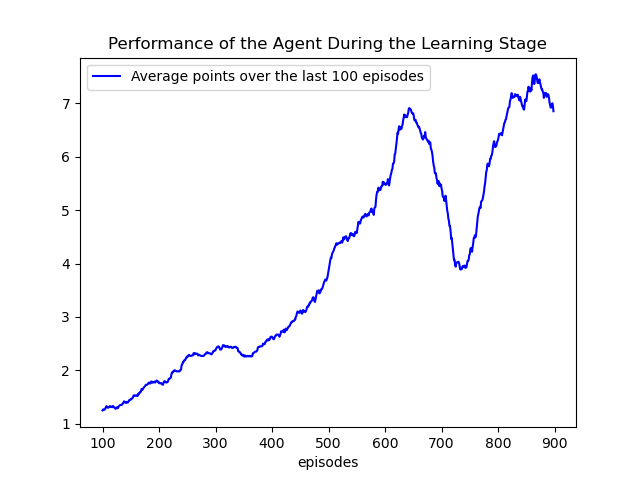 Performance of the Agent During the Learning Stage
Average points over the last 100 episodes
7
6
5
4
3
2
1
100 200 300 400 500 600 700 800 900
episodes